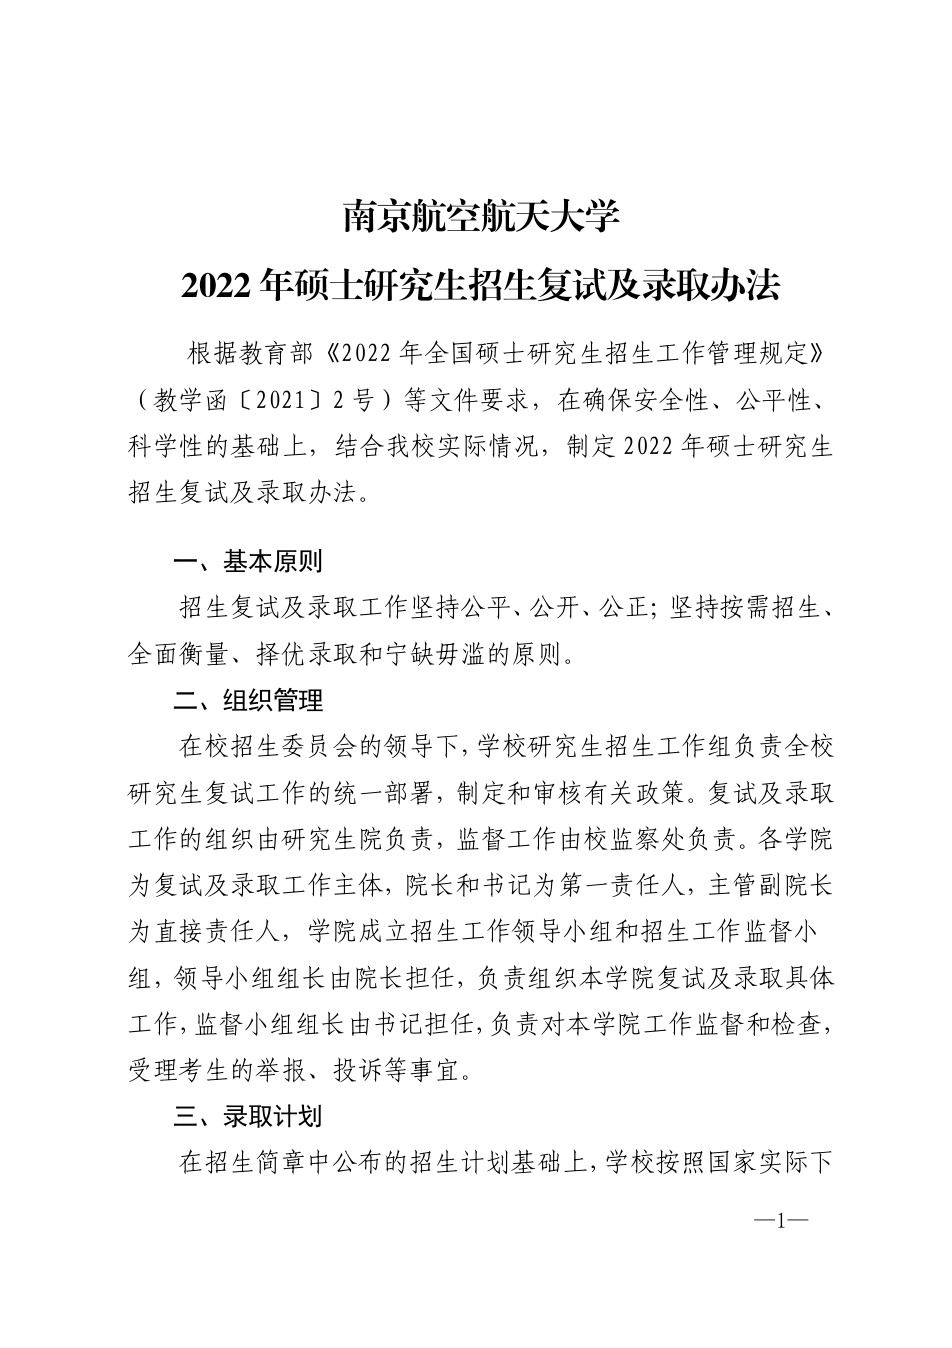 南京航空航天大学
2022 年硕士研究生招生复试及录取办法
根据教育部《2022 年全国硕士研究生招生工作管理规定》
（教学函〔2021〕2 号）等文件要求，在确保安全性、公平性、
科学性的基础上，结合我校实际情况，制定 2022 年硕士研究生
招生复试及录取办法。
一、基本原则
招生复试及录取工作坚持公平、公开、公正；坚持按需招生、
全面衡量、择优录取和宁缺毋滥的原则。
二、组织管理
在校招生委员会的领导下，学校研究生招生工作组负责全校
研究生复试工作的统一部署，制定和审核有关政策。复试及录取
工作的组织由研究生院负责，监督工作由校监察处负责。各学院
为复试及录取工作主体，院长和书记为第一责任人，主管副院长
为直接责任人，学院成立招生工作领导小组和招生工作监督小
组，领导小组组长由院长担任，负责组织本学院复试及录取具体
工作，监督小组组长由书记担任，负责对本学院工作监督和检查，
受理考生的举报、投诉等事宜。
三、录取计划
在招生简章中公布的招生计划基础上，学校按照国家实际下
—1—